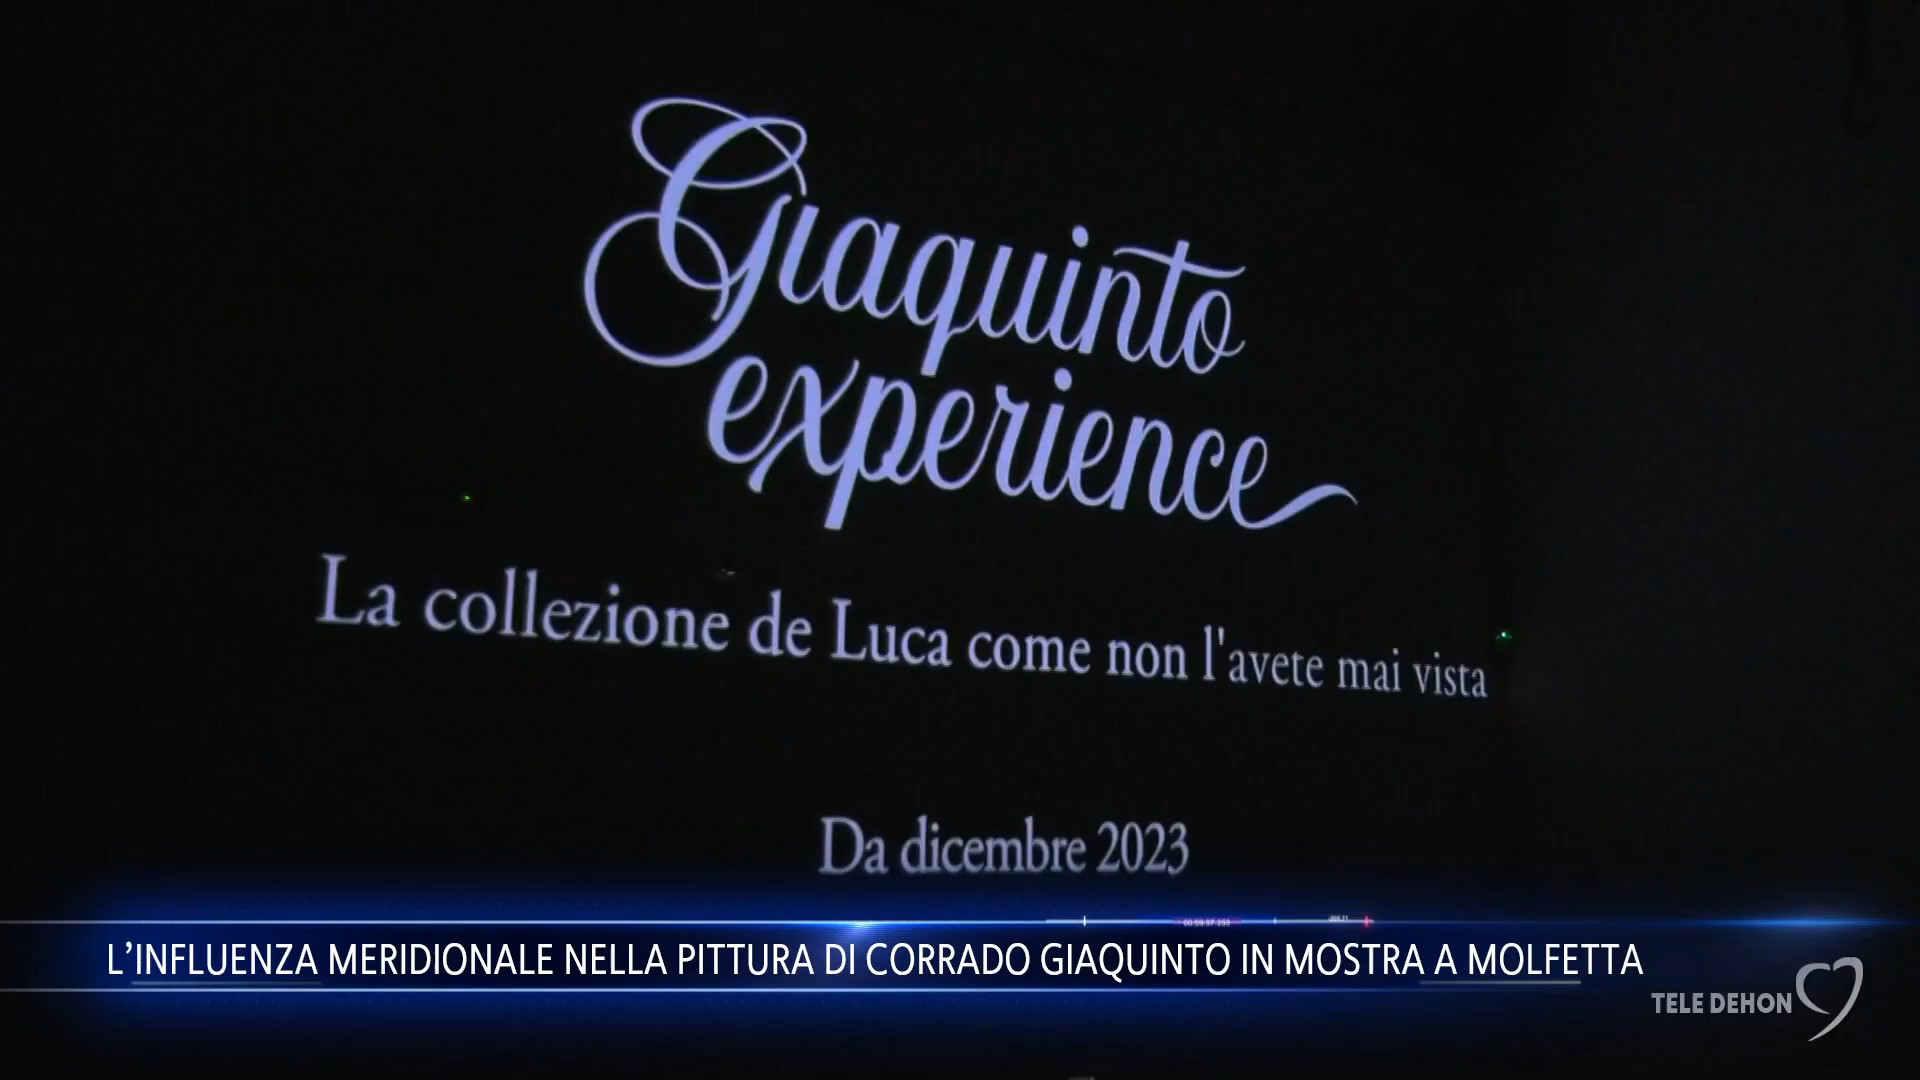 Giaquinto
experience
La collezione de Luca come non l'avete mai vista
Da dicembre 2023
L'INFLUENZA MERIDIONALE NELLA PITTURA DI CORRADO GIAQUINTO IN MOSTRA A MOLFETTA
TELE DEHON